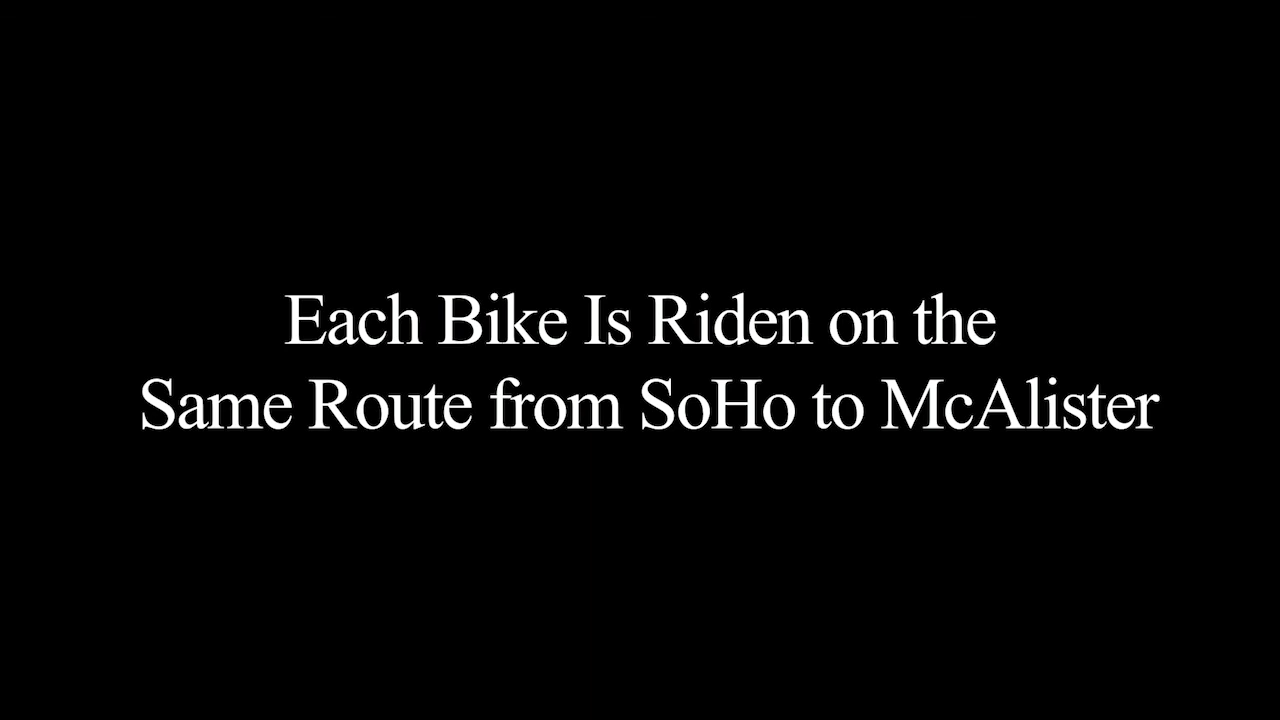 Each Bike Is Riden on the
Same Route from SoHo to McAlister